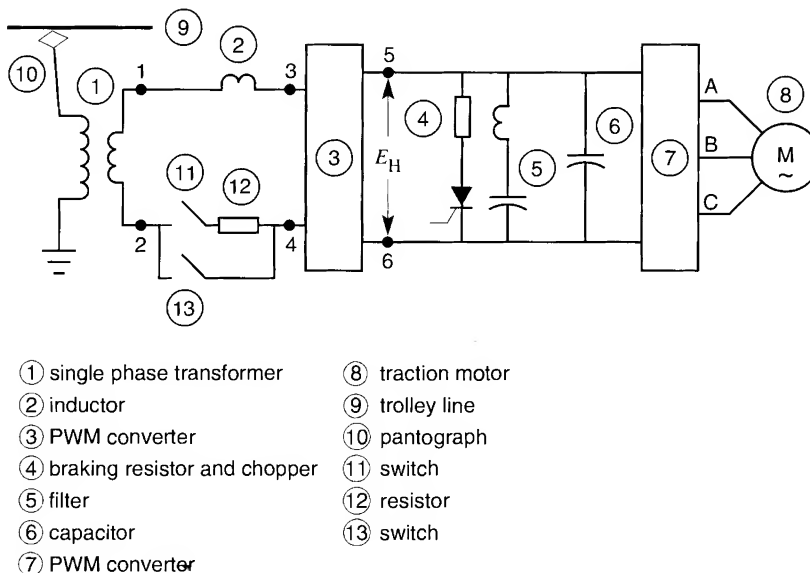 9
10
1
1
2
3
5
A
8
4
6
B
M
~
3
E_H
7
11
12
5
C
2
4
6
13
① single phase transformer
② inductor
③ PWM converter
④ braking resistor and chopper
⑤ filter
⑥ capacitor
⑦ PWM converter
⑧ traction motor
⑨ trolley line
⑩ pantograph
⑪ switch
⑫ resistor
⑬ switch